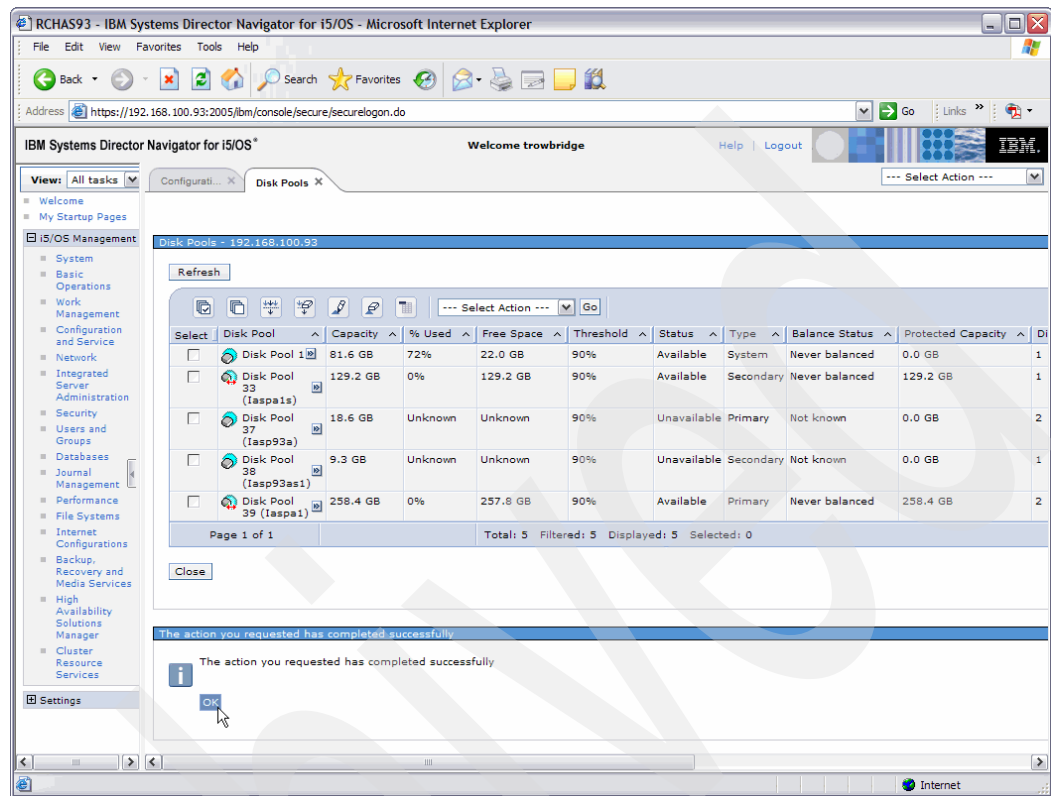 RCHAS93 - IBM Systems Director Navigator for i5/OS - Microsoft Internet Explorer
File Edit View Favorites Tools Help
Back Search Favorites
Address https://192.168.100.93:2005/ibm/console/secure/securelogon.do Go Links »
IBM Systems Director Navigator for i5/OS® Welcome trowbridge Help | Logout IBM.
View: All tasks Configurati... X Disk Pools X --- Select Action ---
Welcome
My Startup Pages
i5/OS Management
System
Basic
Operations
Work
Management
Configuration
and Service
Network
Integrated
Server
Administration
Security
Users and
Groups
Databases
Journal
Management
Performance
File Systems
Internet
Configurations
Backup,
Recovery and
Media Services
High
Availability
Solutions
Manager
Cluster
Resource
Services
Settings
Disk Pools - 192.168.100.93
Refresh
--- Select Action --- Go
Select Disk Pool Capacity % Used Free Space Threshold Status Type Balance Status Protected Capacity Di
Disk Pool 1 81.6 GB 72% 22.0 GB 90% Available System Never balanced 0.0 GB 1
Disk Pool 129.2 GB 0% 129.2 GB 90% Available Secondary Never balanced 129.2 GB 1
33
(Iaspa1s)
Disk Pool 18.6 GB Unknown Unknown 90% Unavailable Primary Not known 0.0 GB 2
37
(Iasp93a)
Disk Pool 9.3 GB Unknown Unknown 90% Unavailable Secondary Not known 0.0 GB 1
38
(Iasp93as1)
Disk Pool 258.4 GB 0% 257.8 GB 90% Available Primary Never balanced 258.4 GB 2
39 (Iaspa1)
Page 1 of 1 Total: 5 Filtered: 5 Displayed: 5 Selected: 0
Close
The action you requested has completed successfully
The action you requested has completed successfully
OK
Internet